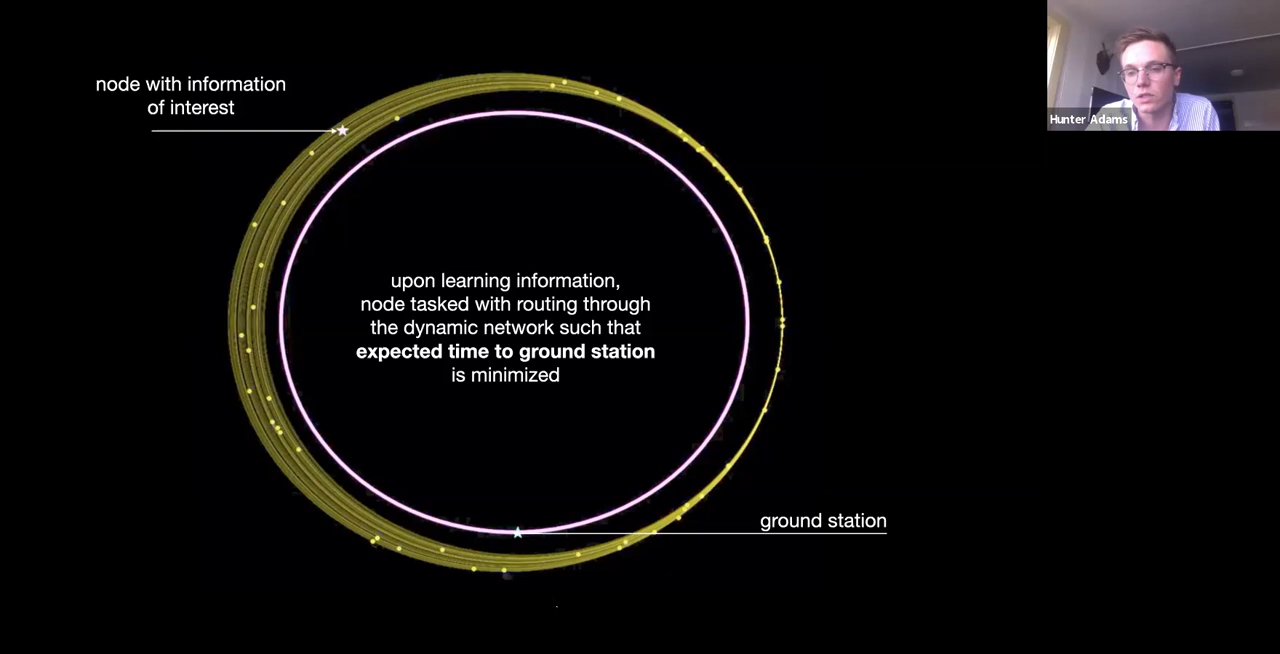 node with information
of interest
upon learning information,
node tasked with routing through
the dynamic network such that
expected time to ground station
is minimized
ground station
Hunter Adams